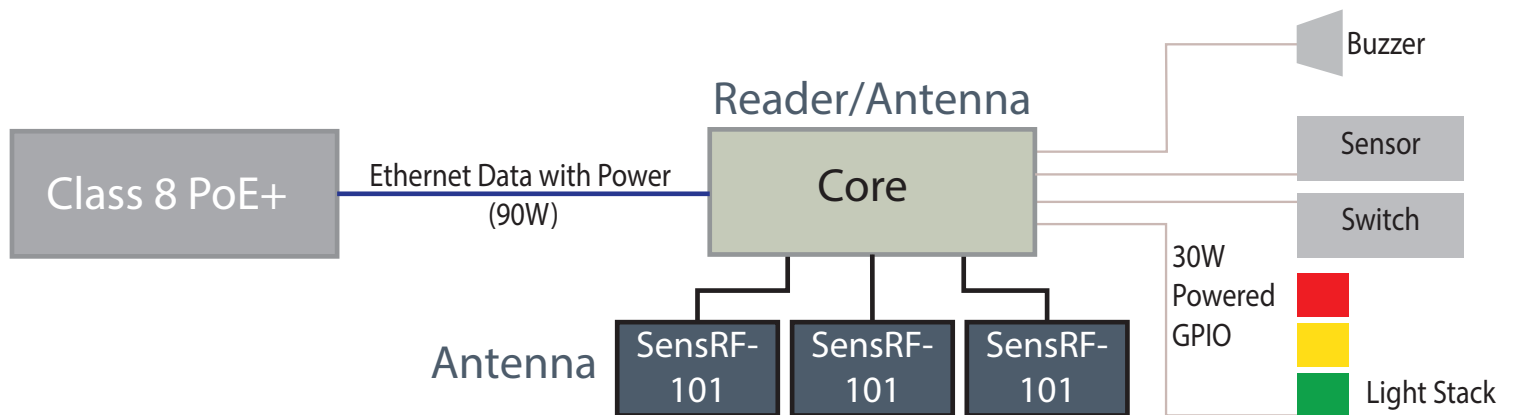 Buzzer
Reader/Antenna
Class 8 PoE+
Ethernet Data with Power
(90W)
Core
Sensor
Switch
30W
Powered
GPIO
Antenna
SensRF-
101
SensRF-
101
SensRF-
101
Light Stack